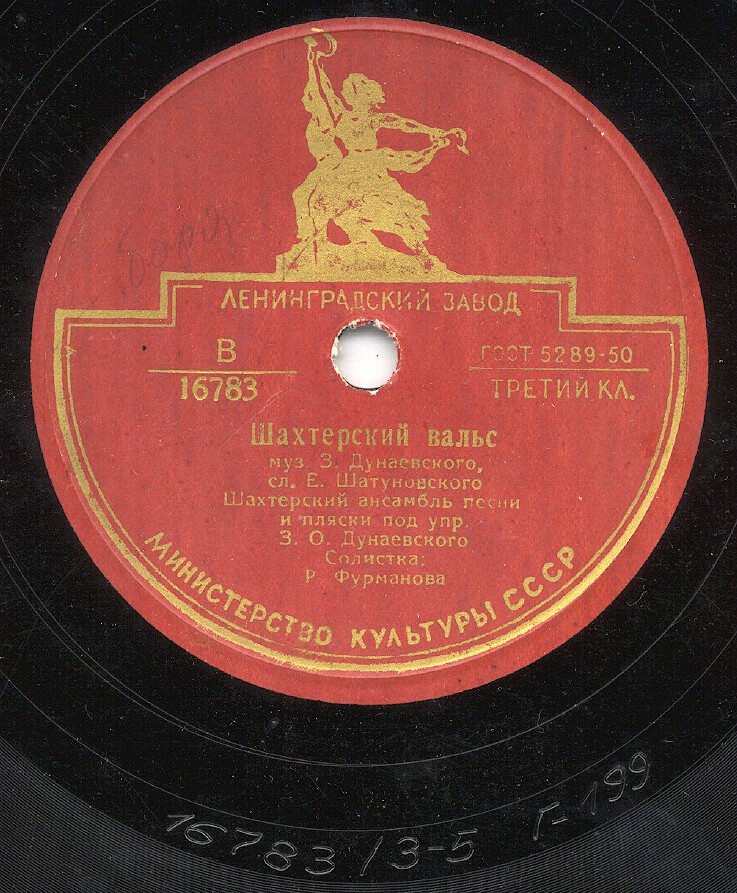 ЛЕНИНГРАДСКИЙ ЗАВОД
В
16783
ГОСТ 5289-50
ТРЕТИЙ КЛ.
Шахтерский вальс
муз. З. Дунаевского,
сл. Е. Шатуновского
Шахтерский ансамбль песни
и пляски под упр.
З. О. Дунаевского
Солистка:
Р. Фурманова
МИНИСТЕРСТВО КУЛЬТУРЫ СССР
16783/3-5 Г-199